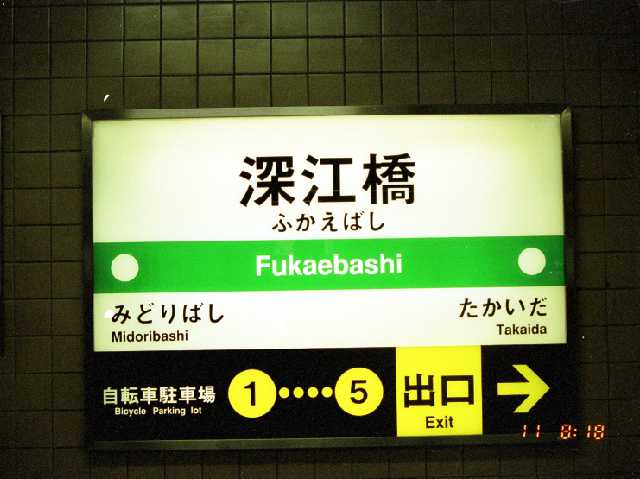 深江橋
ふかえばし
Fukaebashi
みどりばし
Midoribashi
たかいだ
Takaida
自転車駐車場
Bicycle Parking lot
1 •••• 5
出口
Exit
11 8:18